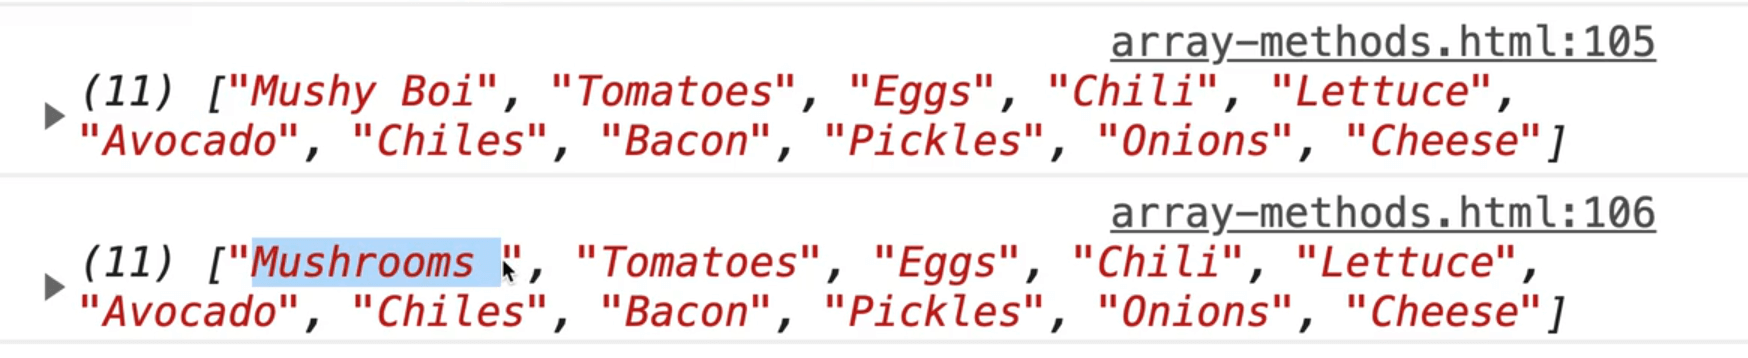 array-methods.html:105
(11) ["Mushy Boi", "Tomatoes", "Eggs", "Chili", "Lettuce",
"Avocado", "Chiles", "Bacon", "Pickles", "Onions", "Cheese"]
array-methods.html:106
(11) ["Mushrooms ", "Tomatoes", "Eggs", "Chili", "Lettuce",
"Avocado", "Chiles", "Bacon", "Pickles", "Onions", "Cheese"]